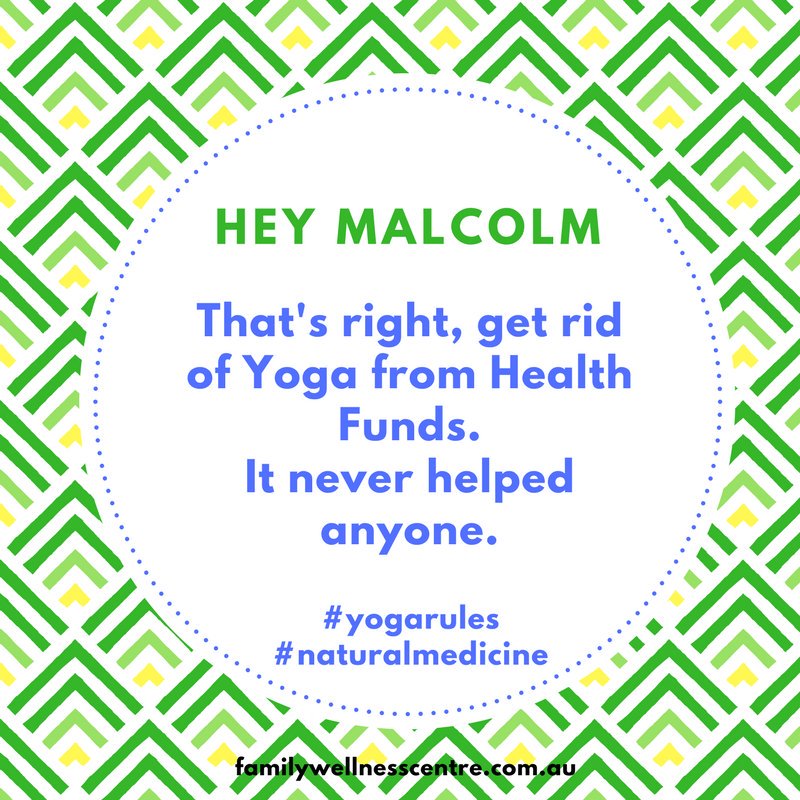 HEY MALCOLM
That's right, get rid
of Yoga from Health
Funds.
It never helped
anyone.
#yogarules
#naturalmedicine
familywellnesscentre.com.au